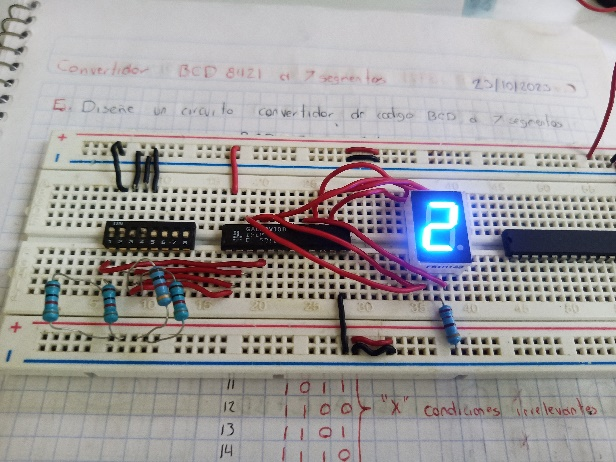 Convertidor BCD 8421 a 7 segmentos 23/10/2023
E. Diseñe un circuito convertidor de codigo BCD a 7 segmentos
2
11 1 0 1 1
12 1 1 0 0 "X" condiciones irrelevantes
13 1 1 0 1
14 1 1 1 0